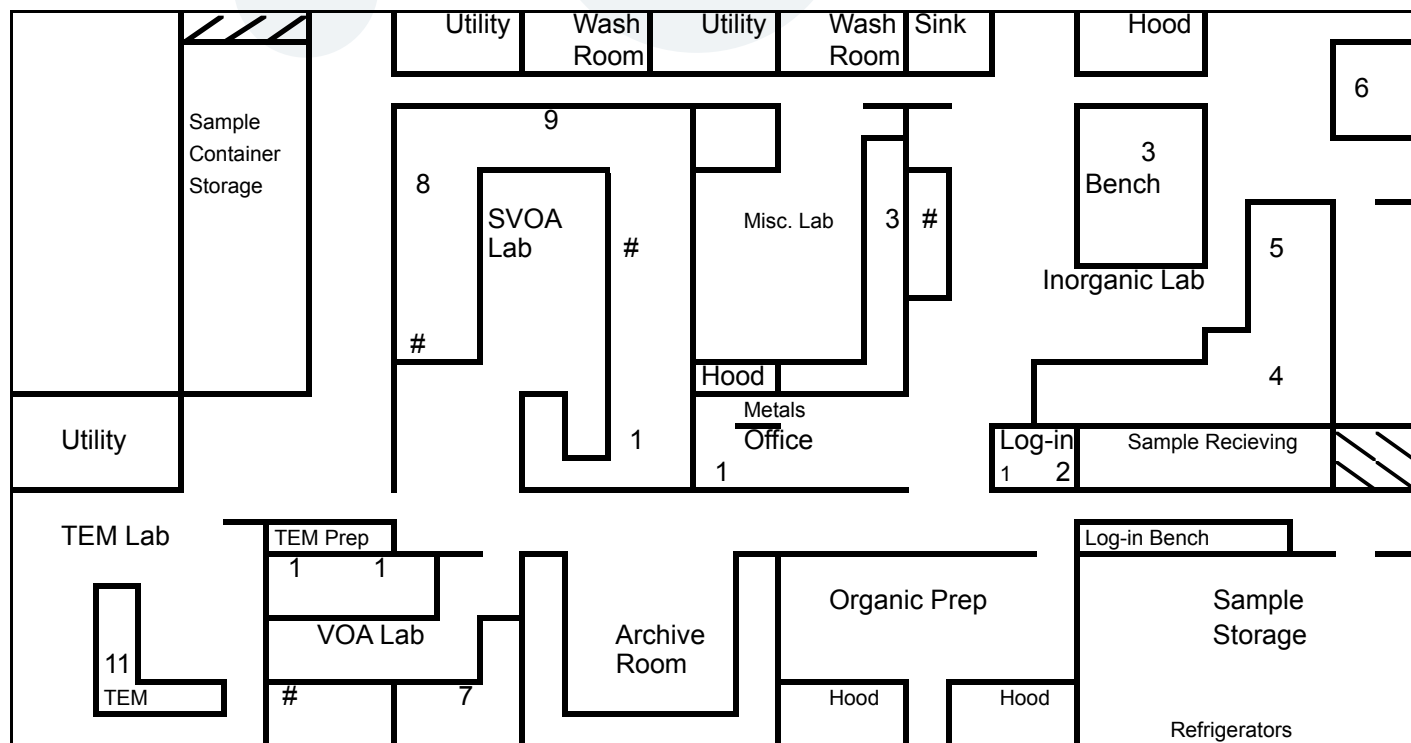 Utility Wash Utility Wash Sink Hood
Room Room
6
9
Sample
Container
Storage
8
3
Bench
SVOA
Lab
#
Misc. Lab
3 #
5
Inorganic Lab
#
Hood
4
Metals
Office
Utility
1
1
Log-in
1 2
Sample Recieving
TEM Lab
TEM Prep
1 1
Log-in Bench
Organic Prep
Sample
Storage
VOA Lab
Archive
Room
11
TEM
#
7
Hood
Hood
Refrigerators